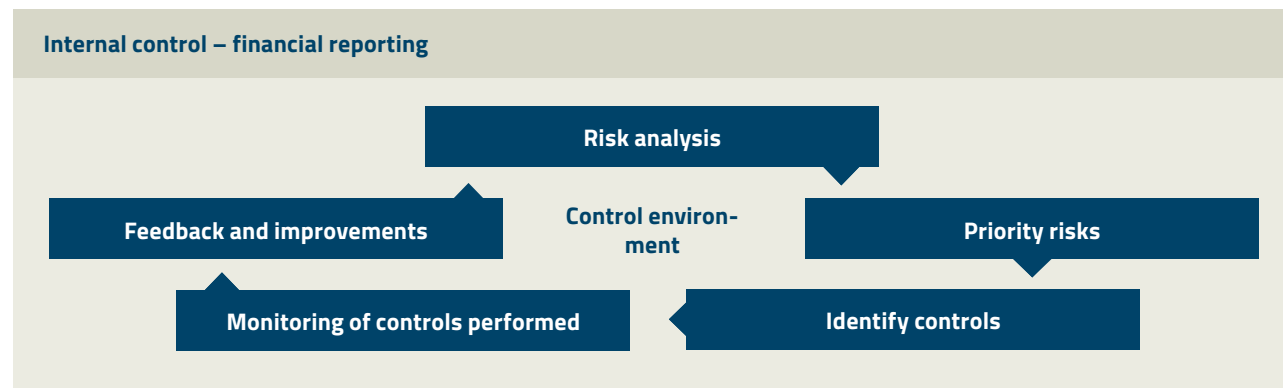 Internal control – financial reporting
Risk analysis
Feedback and improvements
Control environ-
ment
Priority risks
Monitoring of controls performed
Identify controls